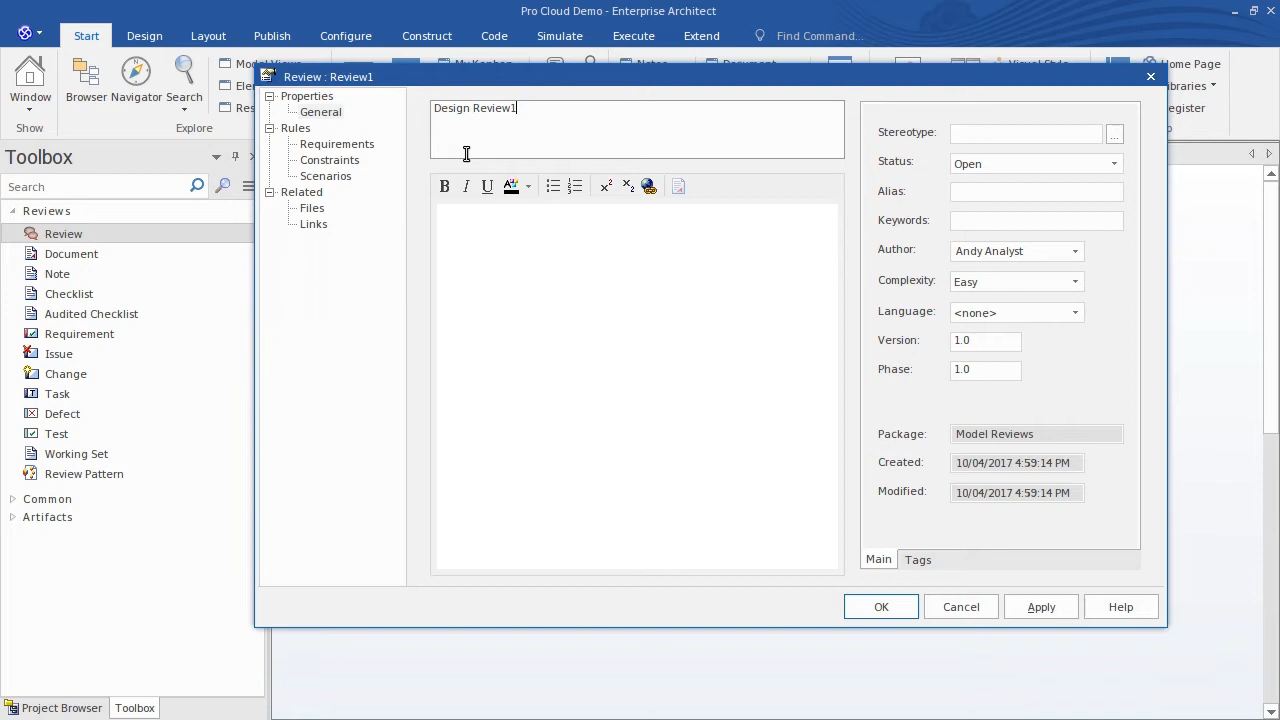 Pro Cloud Demo - Enterprise Architect
Start Design Layout Publish Configure Construct Code Simulate Execute Extend Find Command...
Window Browser Navigator Search
Show Explore
Home Page
Review : Review1
Toolbox
Search
Reviews
Review
Document
Note
Checklist
Audited Checklist
Requirement
Issue
Change
Task
Defect
Test
Working Set
Review Pattern
Common
Artifacts
Project Browser Toolbox
Properties
General
Rules
Requirements
Constraints
Scenarios
Related
Files
Links
Design Review1
B I U
Stereotype: ...
Status: Open
Alias:
Keywords:
Author: Andy Analyst
Complexity: Easy
Language: <none>
Version: 1.0
Phase: 1.0
Package: Model Reviews
Created: 10/04/2017 4:59:14 PM
Modified: 10/04/2017 4:59:14 PM
Main Tags
OK Cancel Apply Help